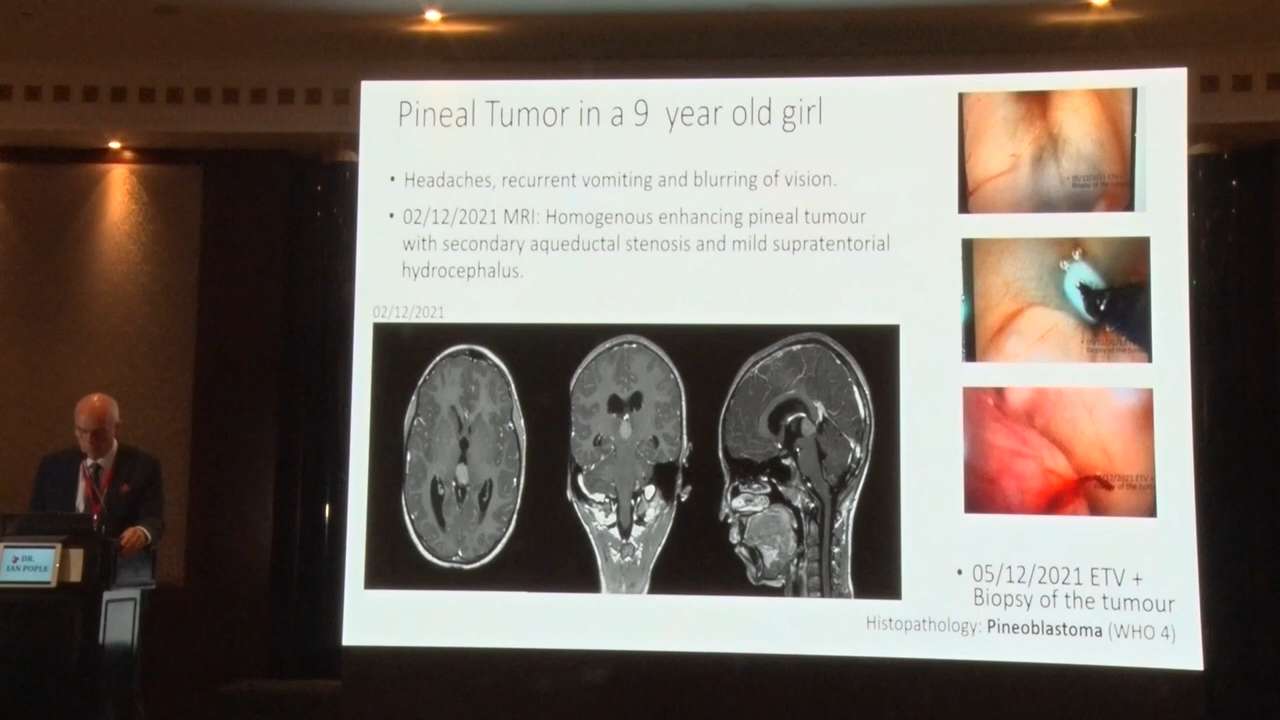 Pineal Tumor in a 9 year old girl
• Headaches, recurrent vomiting and blurring of vision.
• 02/12/2021 MRI: Homogenous enhancing pineal tumour
with secondary aqueductal stenosis and mild supratentorial
hydrocephalus.
02/12/2021
• 05/12/2021 ETV +
Biopsy of the tumour
Histopathology: Pineoblastoma (WHO 4)
DR.
IAN POPLE